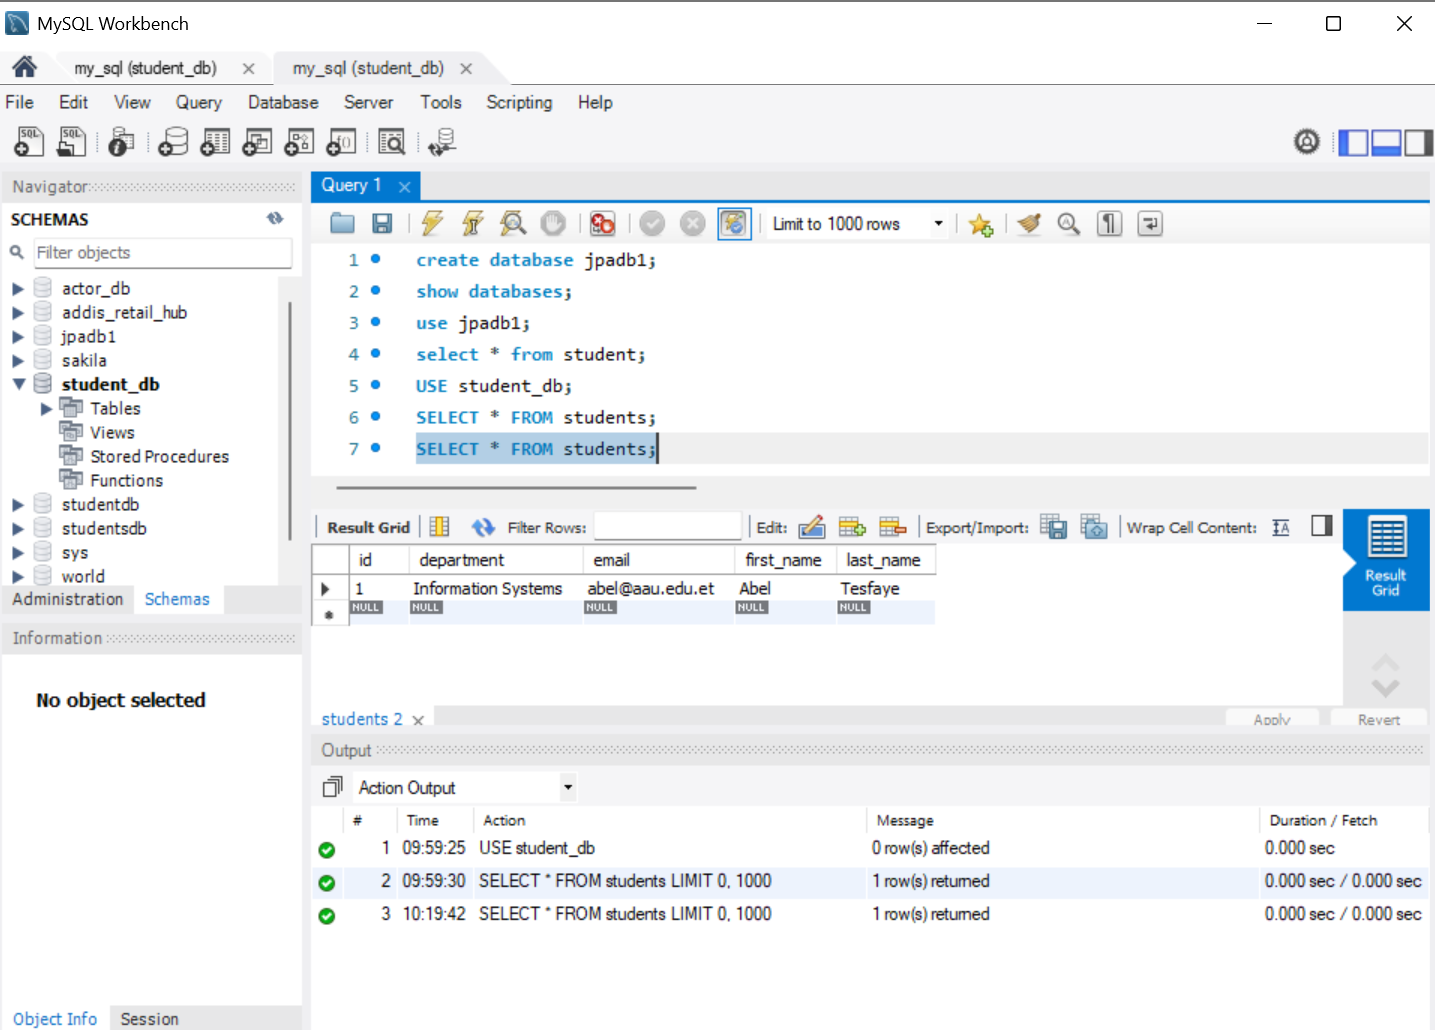 MySQL Workbench
my_sql (student_db) my_sql (student_db)
File Edit View Query Database Server Tools Scripting Help
Navigator
SCHEMAS
Filter objects
actor_db
addis_retail_hub
jpadb1
sakila
student_db
Tables
Views
Stored Procedures
Functions
studentdb
studentsdb
sys
world
Administration Schemas
Information
No object selected
Object Info Session
Query 1
Limit to 1000 rows
1 create database jpadb1;
2 show databases;
3 use jpadb1;
4 select * from student;
5 USE student_db;
6 SELECT * FROM students;
7 SELECT * FROM students;
Result Grid Filter Rows: Edit: Export/Import: Wrap Cell Content:
id department email first_name last_name
1 Information Systems abel@aau.edu.et Abel Tesfaye
NULL NULL NULL NULL NULL
Result
Grid
students 2 Apply Revert
Output
Action Output
# Time Action Message Duration / Fetch
1 09:59:25 USE student_db 0 row(s) affected 0.000 sec
2 09:59:30 SELECT * FROM students LIMIT 0, 1000 1 row(s) returned 0.000 sec / 0.000 sec
3 10:19:42 SELECT * FROM students LIMIT 0, 1000 1 row(s) returned 0.000 sec / 0.000 sec